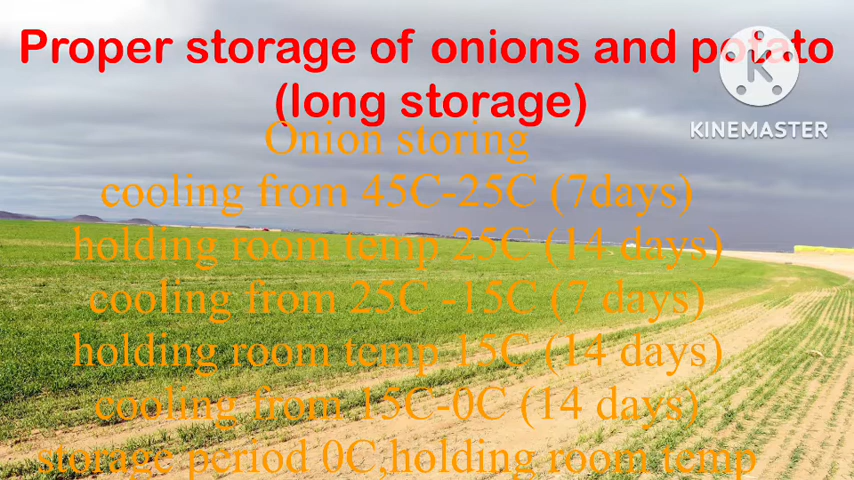 Proper storage of onions and potato
(long storage)
KINEMASTER
Onion storing
cooling from 45C-25C (7days)
holding room temp 25C (14 days)
cooling from 25C -15C (7 days)
holding room temp 15C (14 days)
cooling from 15C-0C (14 days)
storage period 0C,holding room temp